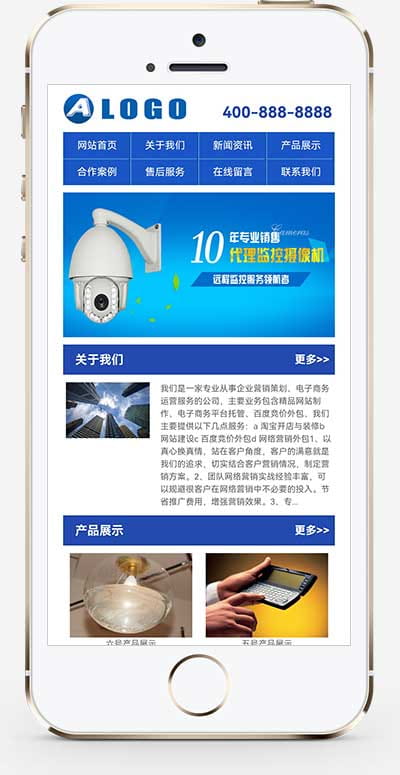 A LOGO
400-888-8888
网站首页 关于我们 新闻资讯 产品展示
合作案例 售后服务 在线留言 联系我们
Cameras
10年专业销售
代理监控摄像机
远程监控服务领航者
关于我们 更多>>
我们是一家专业从事企业营销策划、电子商务
运营服务的公司，主要业务包含精品网站制
作、电子商务平台托管、百度竞价外包，我们
主要提供以下几点服务：a 淘宝开店与装修b
网站建设c 百度竞价外包d 网络营销外包1、以
真心换真情，站在客户角度，客户的满意就是
我们的追求，切实结合客户营销情况，制定营
销方案。2、团队网络营销实战经验丰富，可
以规避很客户在网络营销中不必要的投入。节
省推广费用，增强营销效果。3、专...
产品展示 更多>>
六号产品展示 五号产品展示